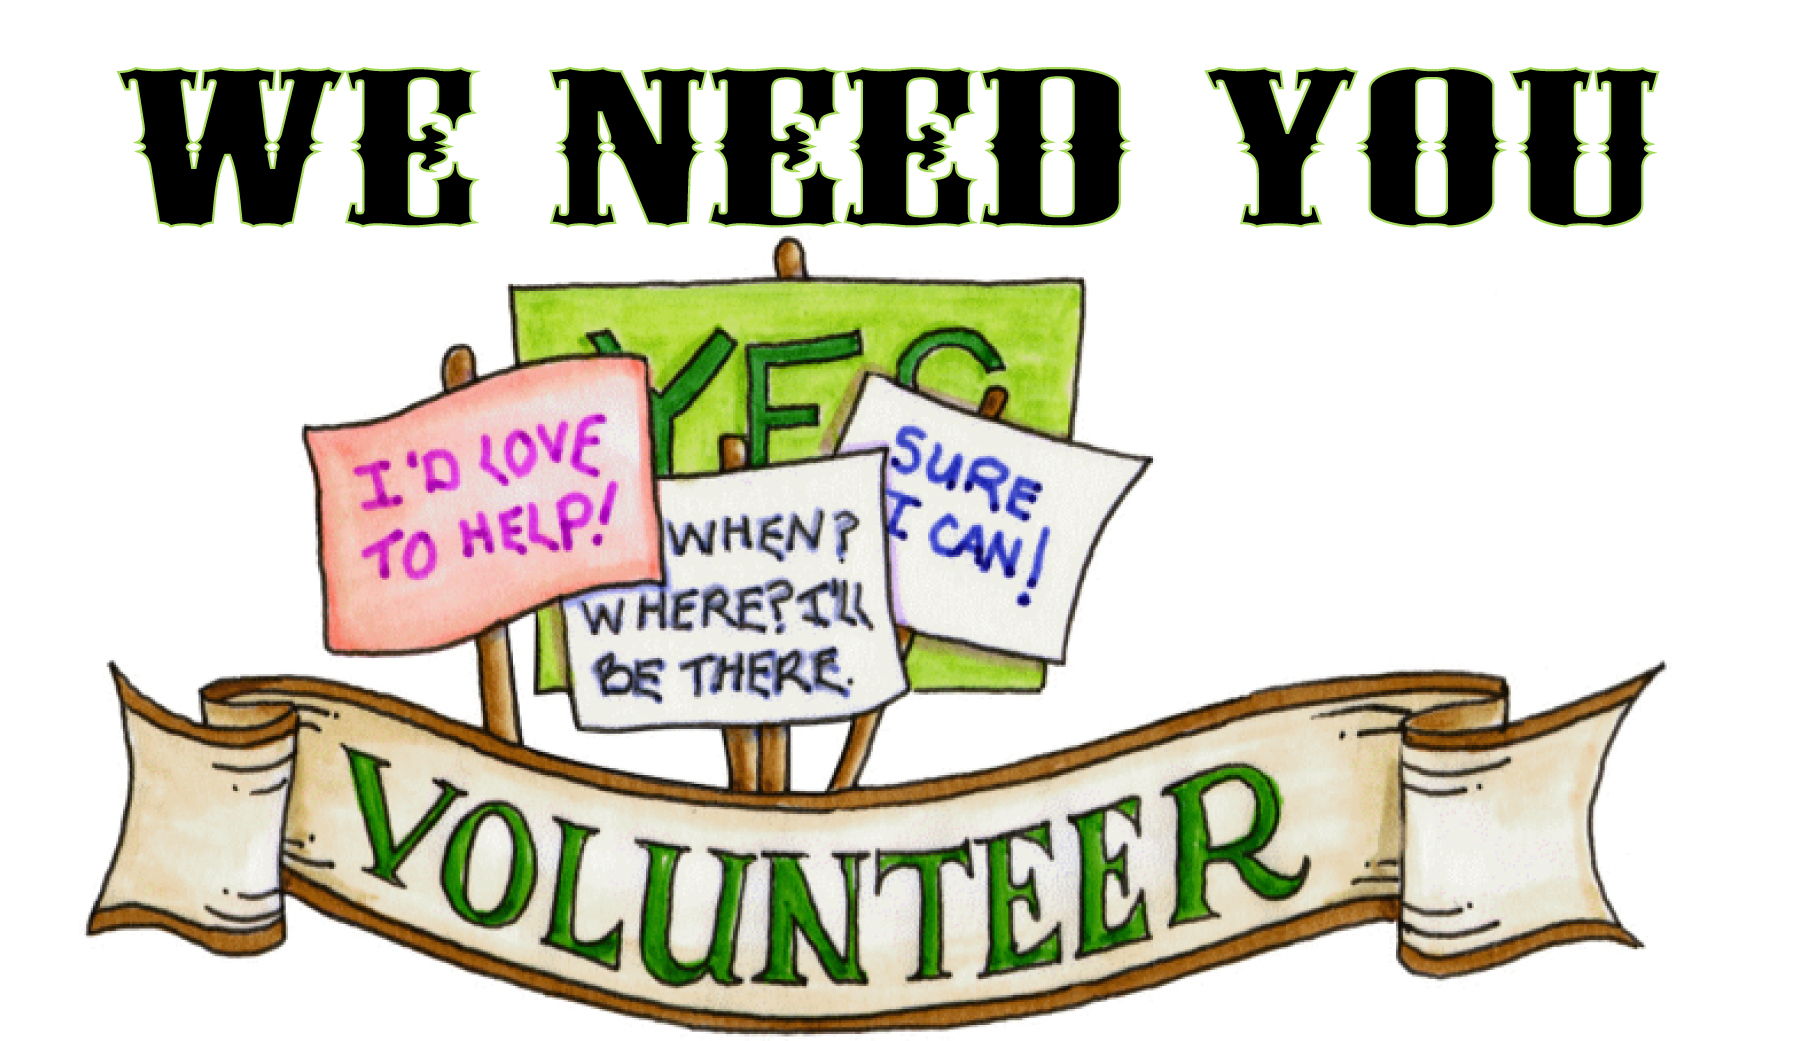 WE NEED YOU
YES
I'D LOVE
TO HELP!
SURE
I CAN!
WHEN?
WHERE? I'll
BE THERE.
VOLUNTEER